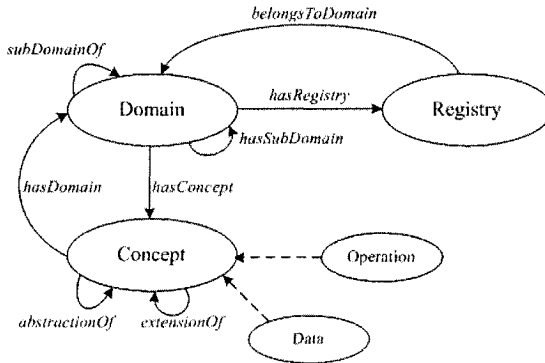 belongsToDomain
subDomainOf
Domain
hasRegistry
Registry
hasSubDomain
hasDomain
hasConcept
Concept
Operation
abstractionOf
extensionOf
Data